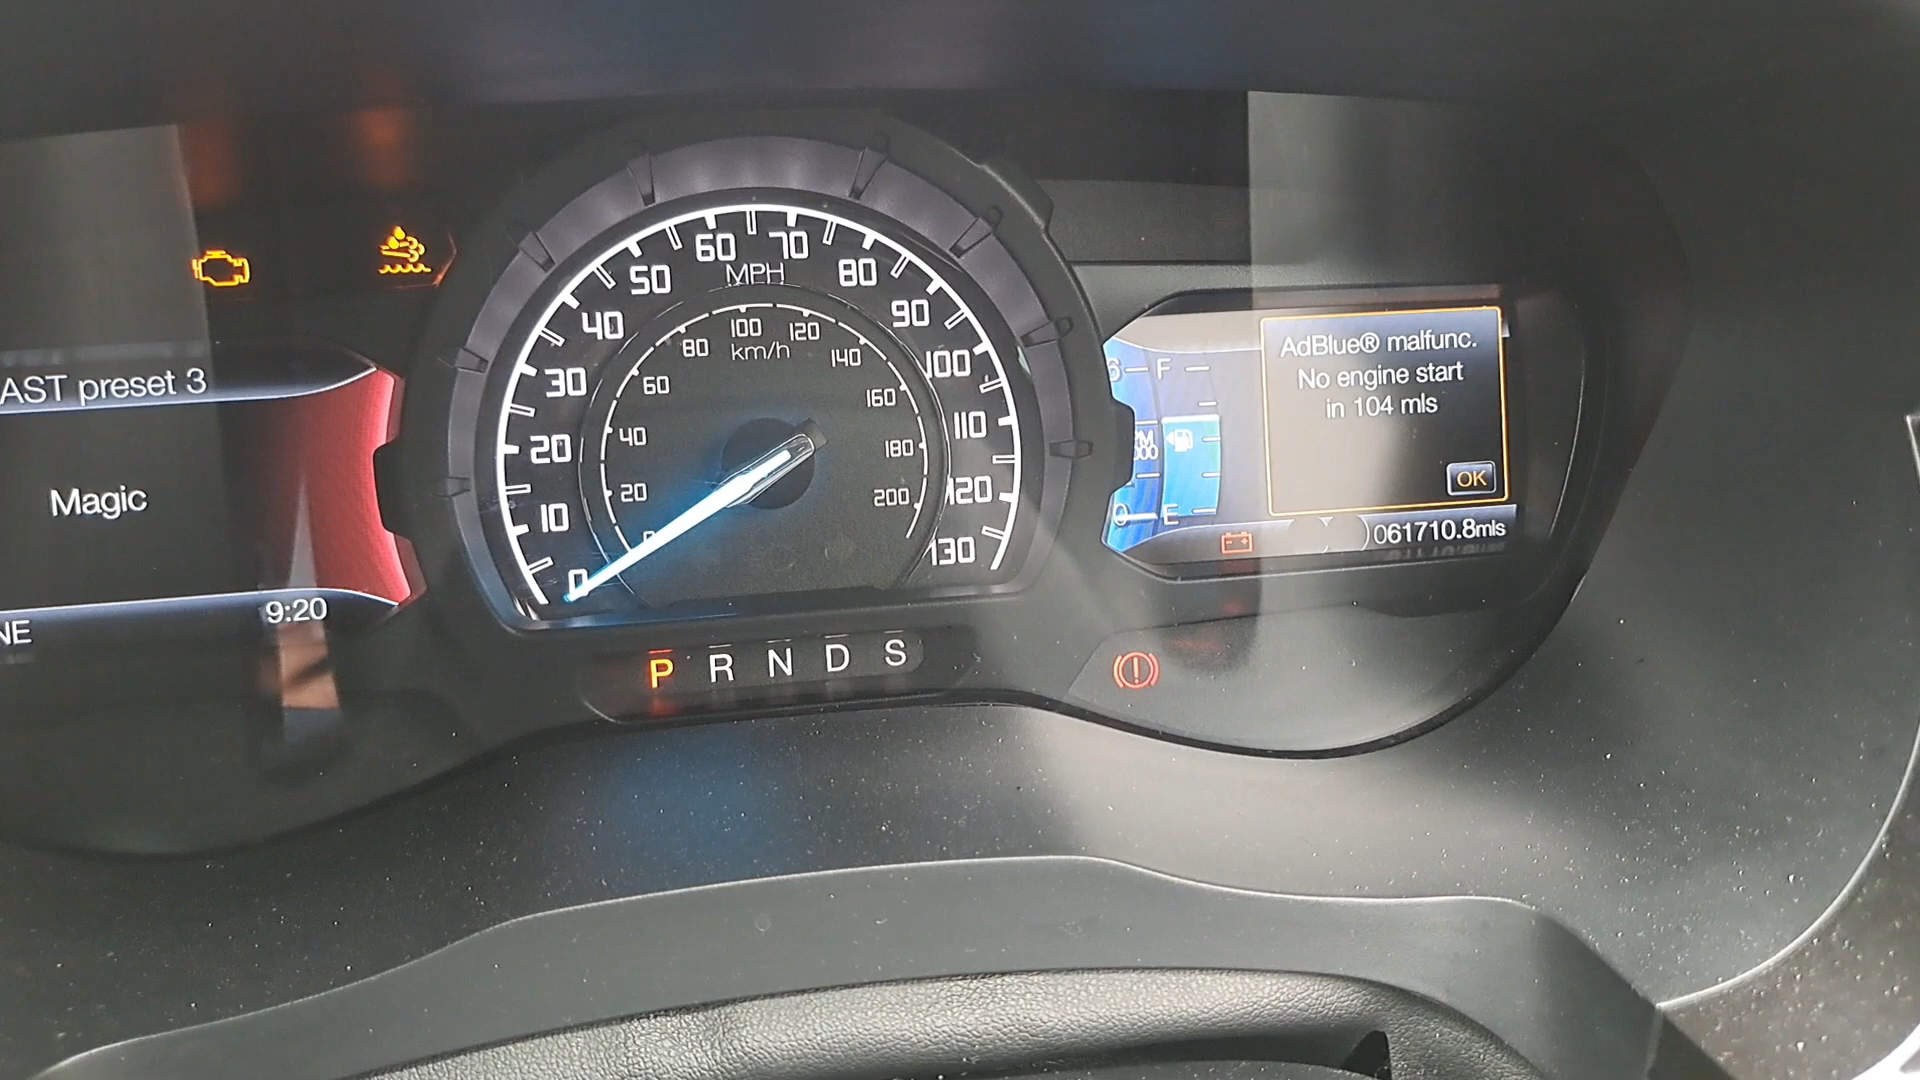 AST preset 3
Magic
9:20
NE
0
10
20
30
40
50
60
70
80
90
100
110
120
130
MPH
20
40
60
80
100
120
140
160
180
200
km/h
P R N D S
6
F
0
E
AdBlue® malfunc.
No engine start
in 104 mls
OK
061710.8mls